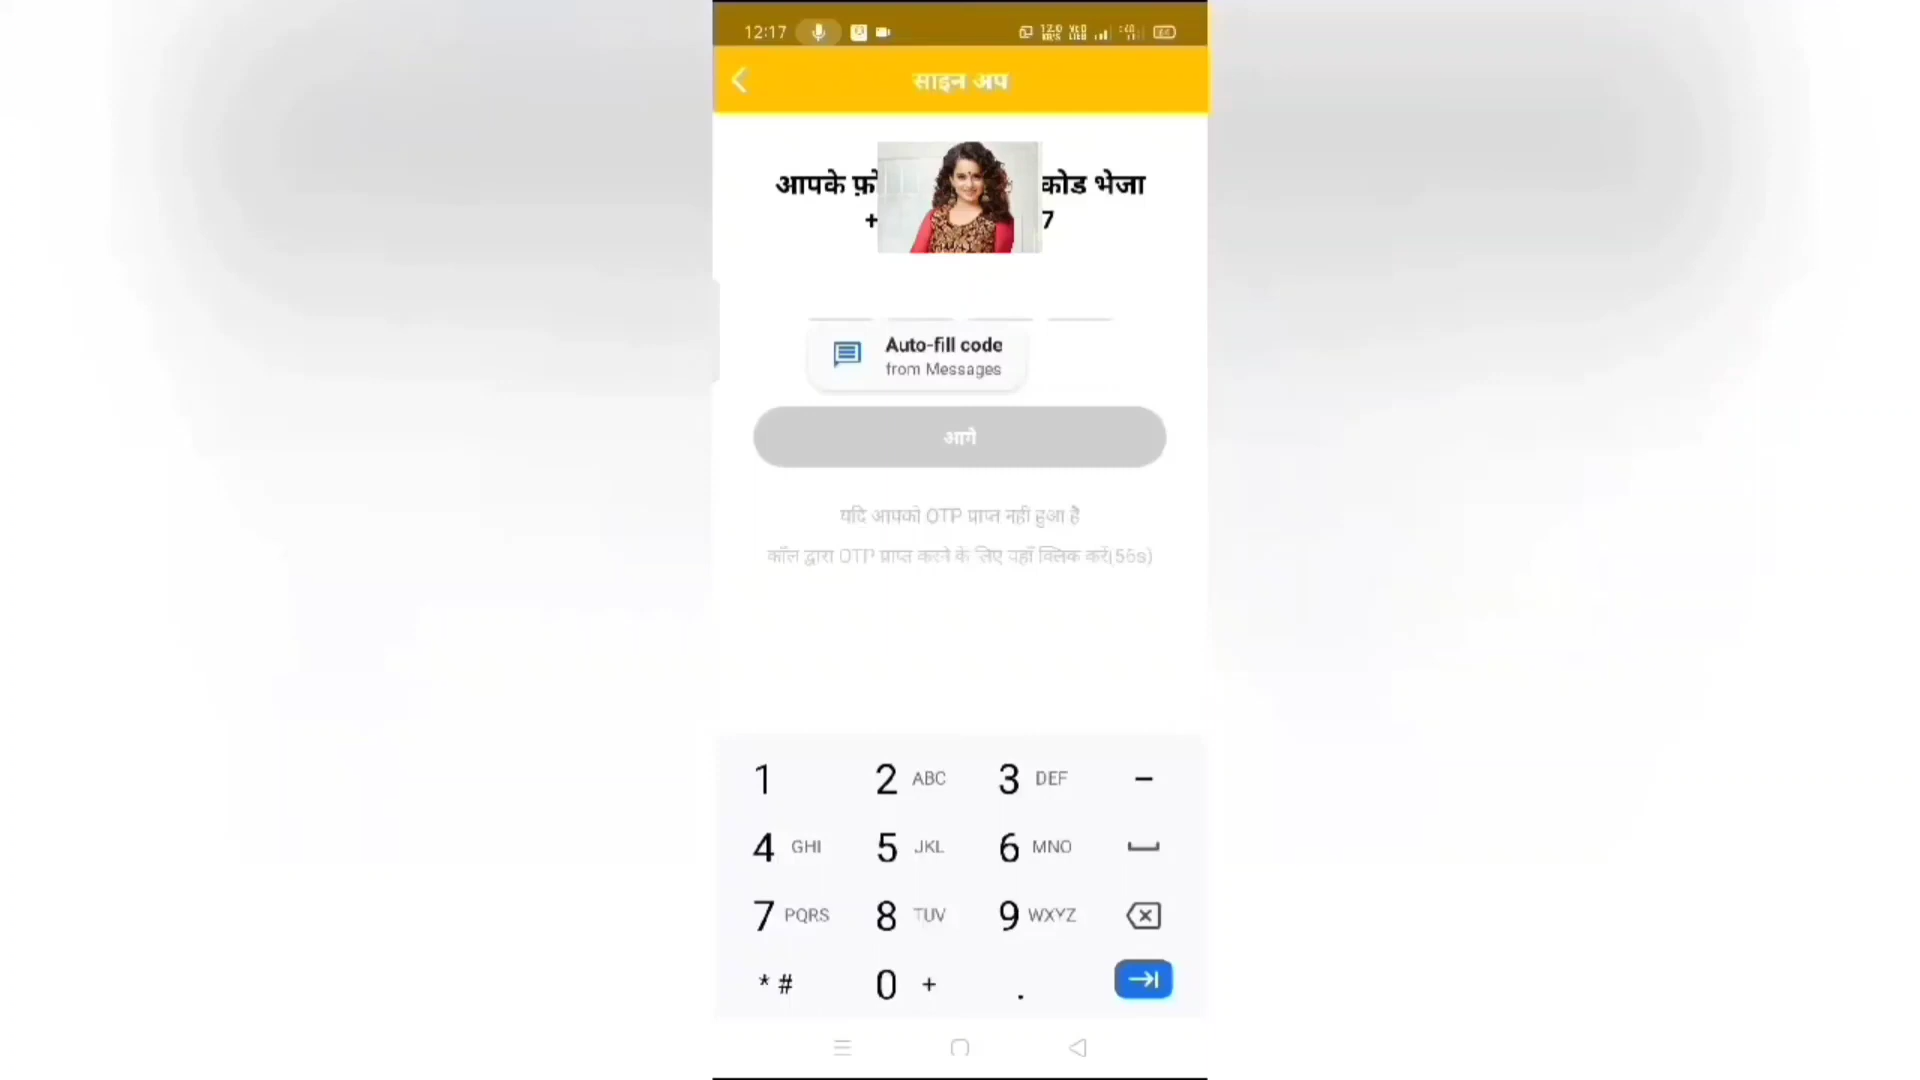 12:17
साइन अप
आपके फ़ो कोड भेजा
+ 7
Auto-fill code
from Messages
आगे
यदि आपको OTP प्राप्त नहीं हुआ है
कॉल द्वारा OTP प्राप्त करने के लिए यहाँ क्लिक करें(56s)
1 2 ABC 3 DEF -
4 GHI 5 JKL 6 MNO
7 PQRS 8 TUV 9 WXYZ
* # 0 + .